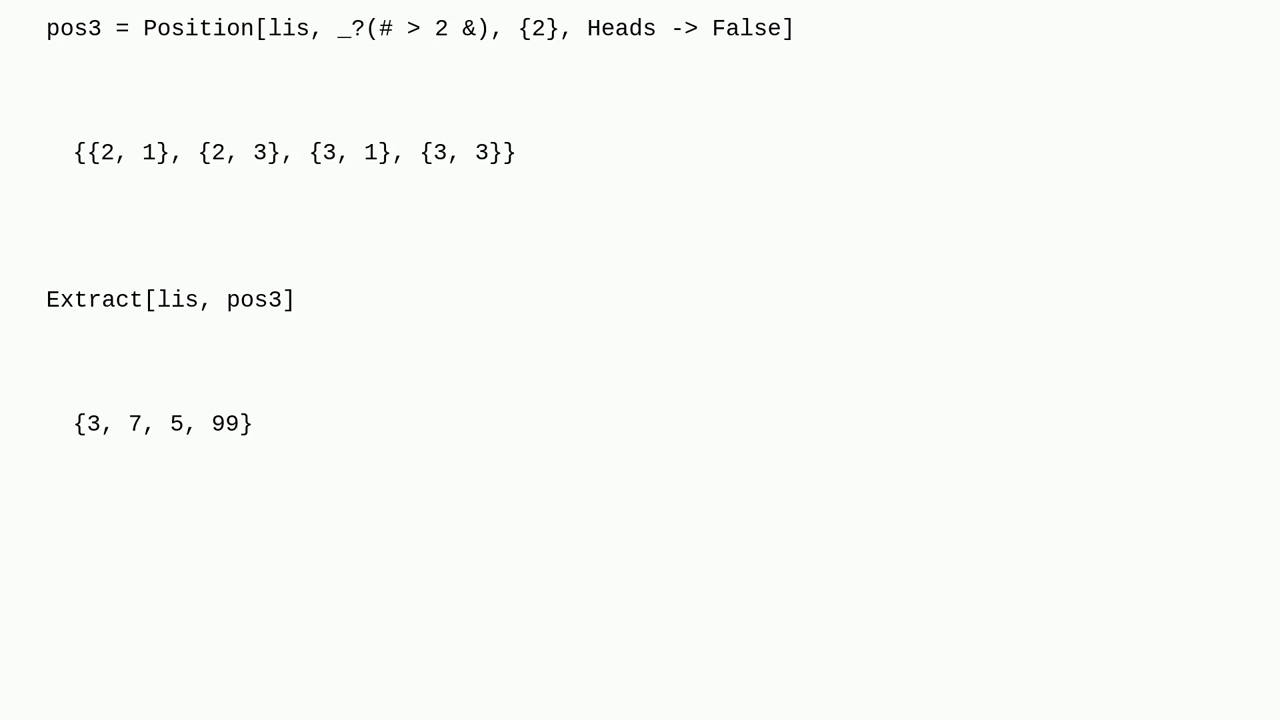 pos3 = Position[lis, _?(# > 2 &), {2}, Heads -> False]
{{2, 1}, {2, 3}, {3, 1}, {3, 3}}
Extract[lis, pos3]
{3, 7, 5, 99}